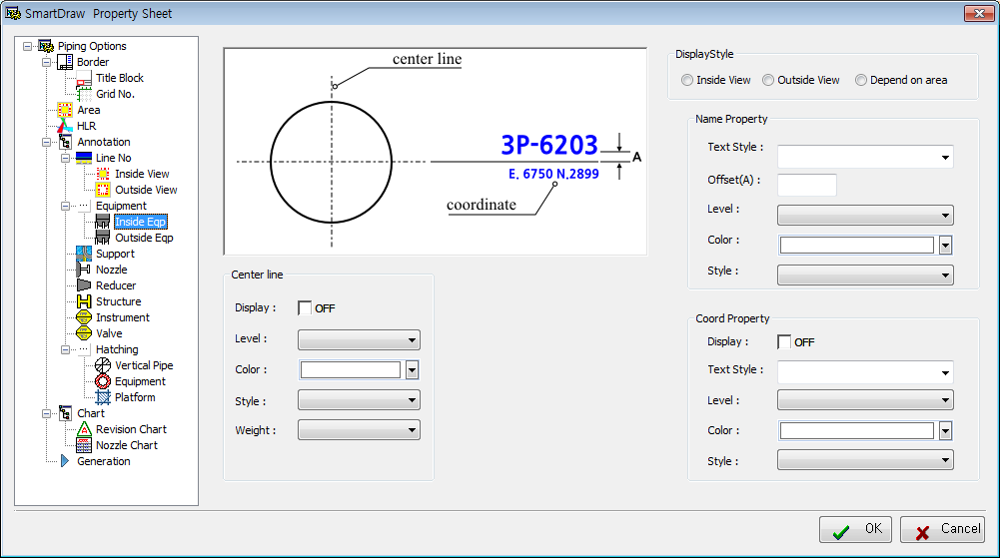 SmartDraw Property Sheet
Piping Options
Border
Title Block
Grid No.
Area
HLR
Annotation
Line No
Inside View
Outside View
Equipment
Inside Eqp
Outside Eqp
Support
Nozzle
Reducer
Structure
Instrument
Valve
Hatching
Vertical Pipe
Equipment
Platform
Chart
Revision Chart
Nozzle Chart
Generation
center line
3P-6203
A
E. 6750 N.2899
coordinate
Center line
Display : OFF
Level :
Color :
Style :
Weight :
DisplayStyle
Inside View Outside View Depend on area
Name Property
Text Style :
Offset(A) :
Level :
Color :
Style :
Coord Property
Display : OFF
Text Style :
Level :
Color :
Style :
OK Cancel